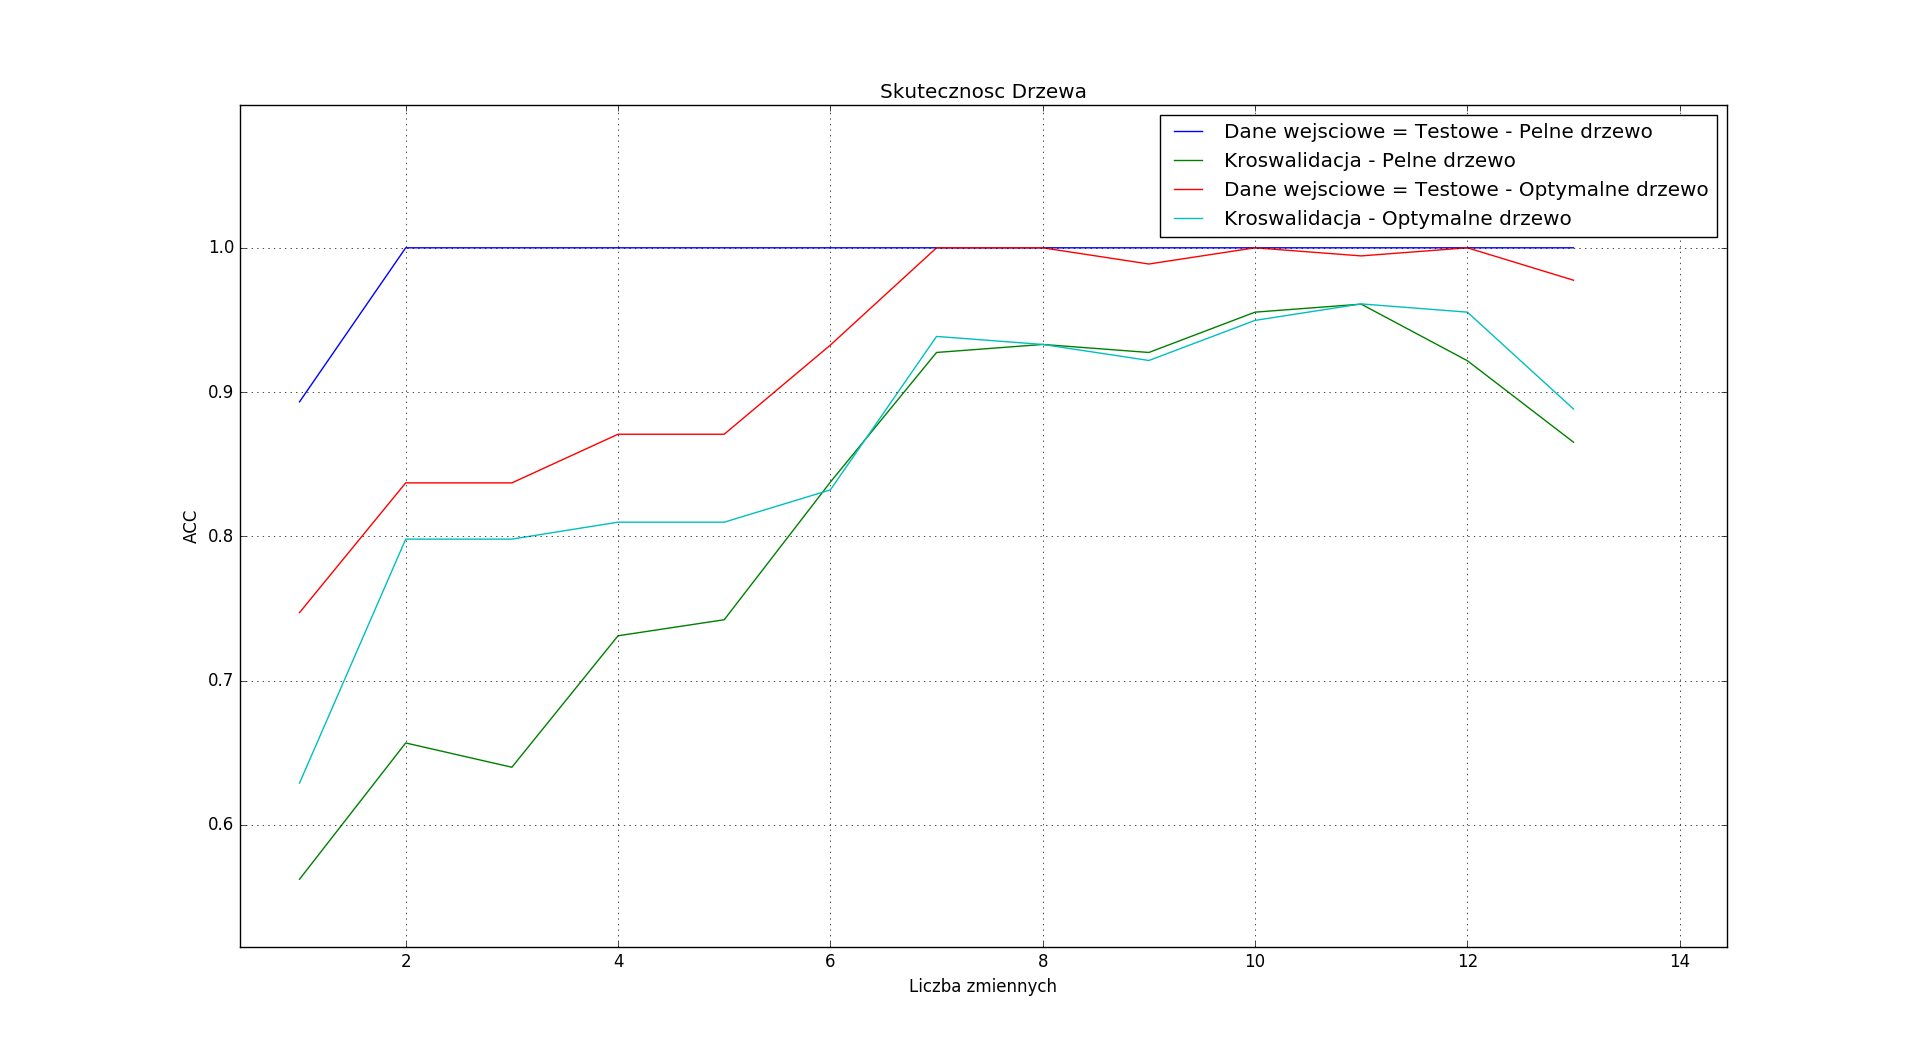 Skutecznosc Drzewa
Dane wejsciowe = Testowe - Pelne drzewo
Kroswalidacja - Pelne drzewo
Dane wejsciowe = Testowe - Optymalne drzewo
Kroswalidacja - Optymalne drzewo
1.0
0.9
0.8
0.7
0.6
ACC
2 4 6 8 10 12 14
Liczba zmiennych